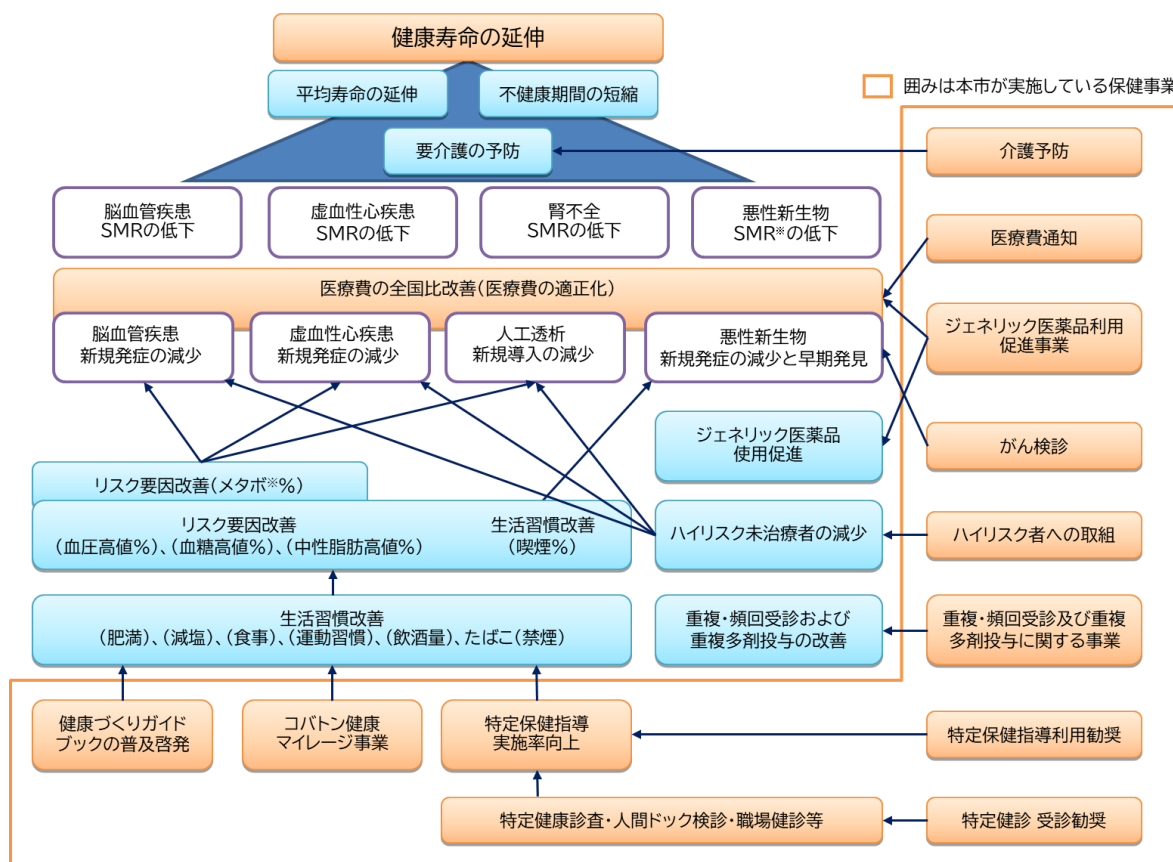 健康寿命の延伸
平均寿命の延伸
不健康期間の短縮
囲みは本市が実施している保健事業
要介護の予防
介護予防
脳血管疾患
SMRの低下
虚血性心疾患
SMRの低下
腎不全
SMRの低下
悪性新生物
SMR※の低下
医療費通知
医療費の全国比改善(医療費の適正化)
脳血管疾患
新規発症の減少
虚血性心疾患
新規発症の減少
人工透析
新規導入の減少
悪性新生物
新規発症の減少と早期発見
ジェネリック医薬品利用
促進事業
ジェネリック医薬品
使用促進
がん検診
リスク要因改善(メタボ※%)
リスク要因改善
(血圧高値%)、(血糖高値%)、(中性脂肪高値%)
生活習慣改善
(喫煙%)
ハイリスク未治療者の減少
ハイリスク者への取組
生活習慣改善
(肥満)、(減塩)、(食事)、(運動習慣)、(飲酒量)、たばこ(禁煙)
重複・頻回受診および
重複多剤投与の改善
重複・頻回受診及び重複
多剤投与に関する事業
健康づくりガイド
ブックの普及啓発
コバトン健康
マイレージ事業
特定保健指導
実施率向上
特定保健指導利用勧奨
特定健康診査・人間ドック検診・職場健診等
特定健診 受診勧奨